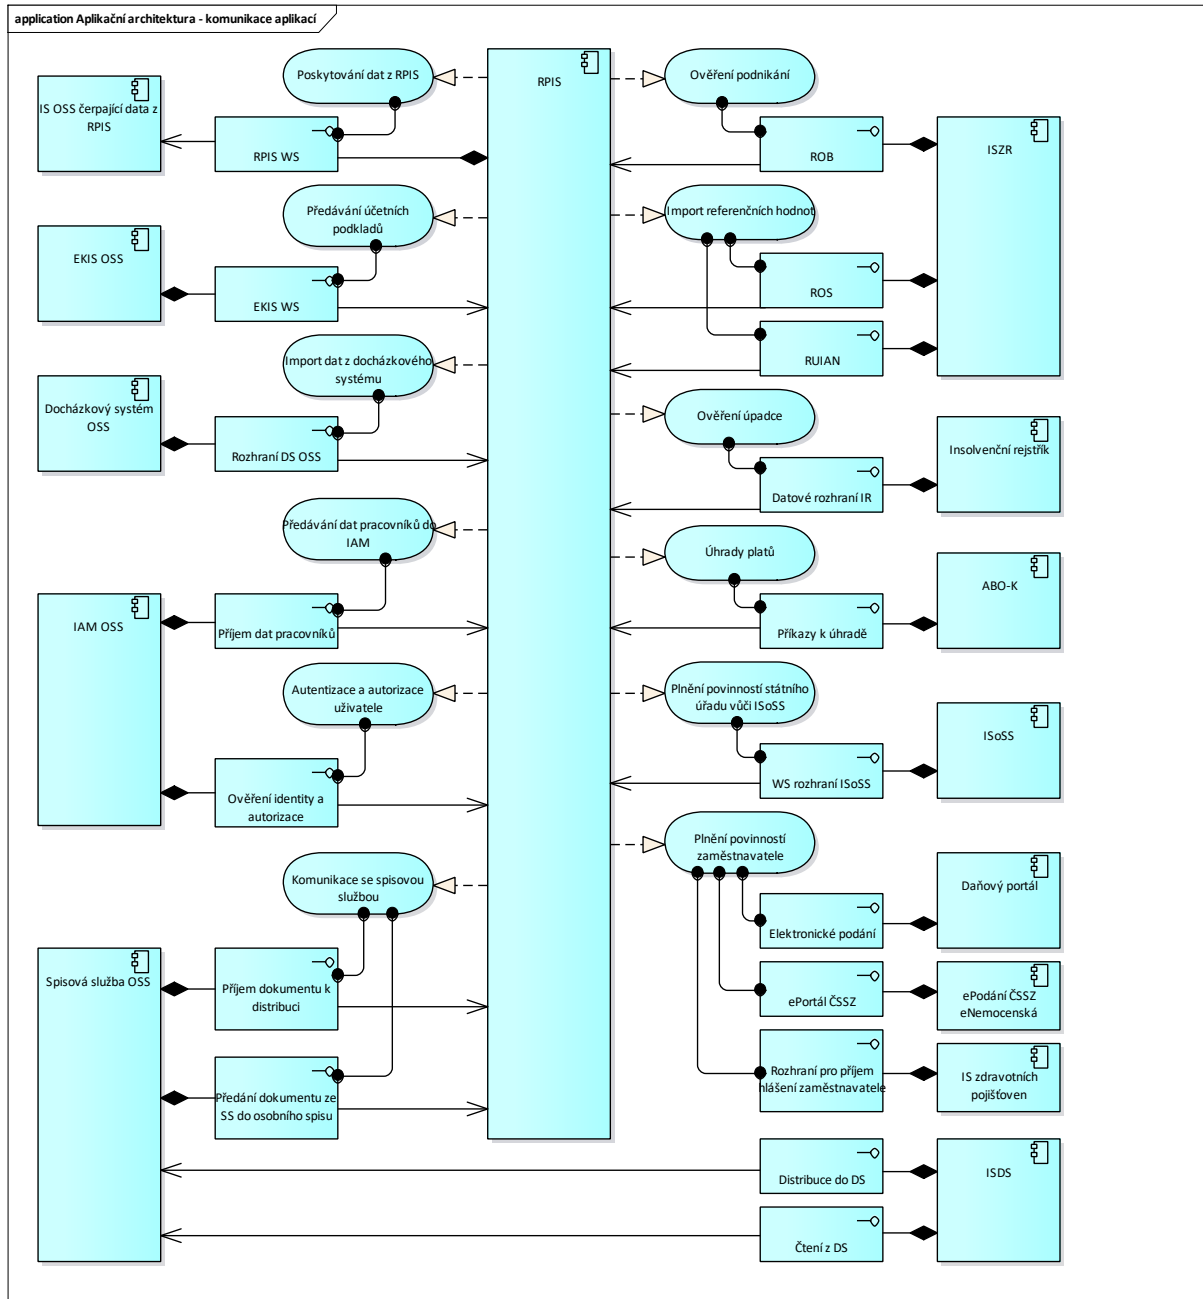 application Aplikační architektura - komunikace aplikací
Poskytování dat z RPIS
RPIS
Ověření podnikání
IS OSS čerpající data z
RPIS
RPIS WS
ROB
ISZR
Předávání účetních
podkladů
Import referenčních hodnot
EKIS OSS
EKIS WS
ROS
Import dat z docházkového
systému
RUIAN
Docházkový systém
OSS
Rozhraní DS OSS
Ověření úpadce
Insolvenční rejstřík
Datové rozhraní IR
Předávání dat pracovníků do
IAM
Úhrady platů
ABO-K
IAM OSS
Příjem dat pracovníků
Příkazy k úhradě
Autentizace a autorizace
uživatele
Plnění povinností státního
úřadu vůči ISoSS
ISoSS
WS rozhraní ISoSS
Ověření identity a
autorizace
Plnění povinností
zaměstnavatele
Komunikace se spisovou
službou
Daňový portál
Elektronické podání
Spisová služba OSS
Příjem dokumentu k
distribuci
ePortál ČSSZ
ePodání ČSSZ
eNemocenská
Předání dokumentu ze
SS do osobního spisu
Rozhraní pro příjem
hlášení zaměstnavatele
IS zdravotních
pojišťoven
Distribuce do DS
ISDS
Čtení z DS